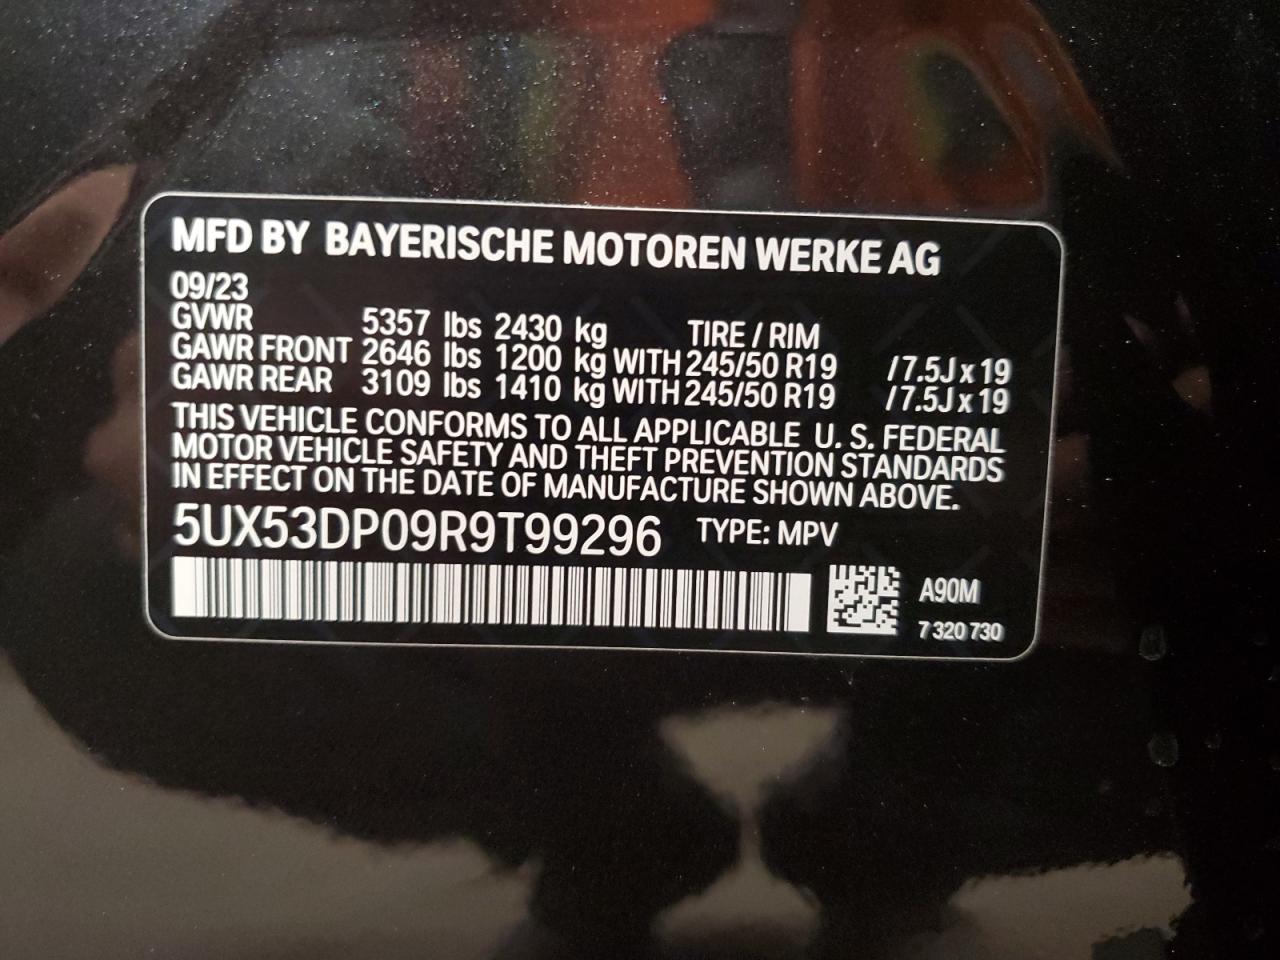 MFD BY BAYERISCHE MOTOREN WERKE AG
09/23
GVWR 5357 lbs 2430 kg TIRE / RIM
GAWR FRONT 2646 lbs 1200 kg WITH 245/50 R19 /7.5J x 19
GAWR REAR 3109 lbs 1410 kg WITH 245/50 R19 /7.5J x 19
THIS VEHICLE CONFORMS TO ALL APPLICABLE U. S. FEDERAL
MOTOR VEHICLE SAFETY AND THEFT PREVENTION STANDARDS
IN EFFECT ON THE DATE OF MANUFACTURE SHOWN ABOVE.
5UX53DP09R9T99296 TYPE: MPV
A90M
7 320 730